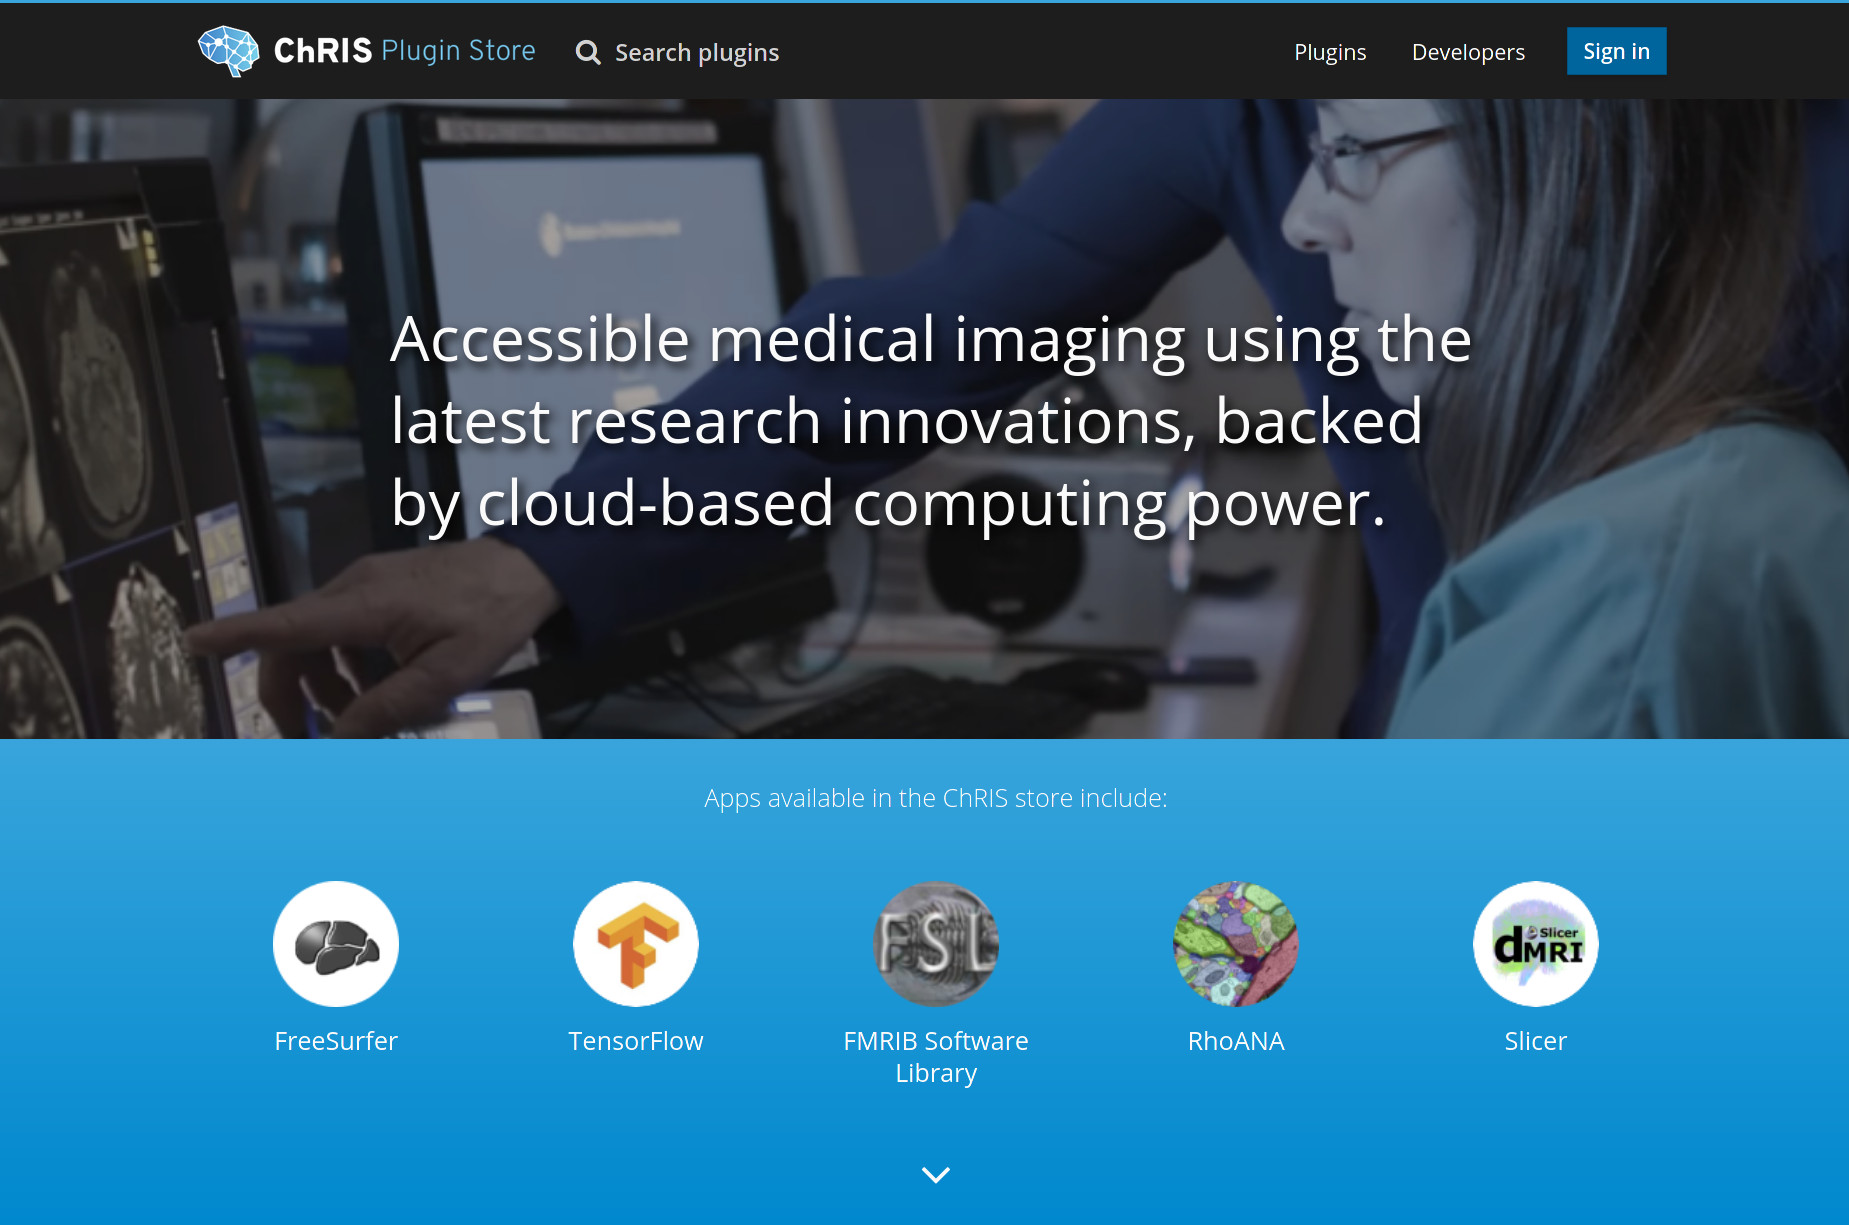 ChRIS Plugin Store
Search plugins
Plugins
Developers
Sign in
Accessible medical imaging using the
latest research innovations, backed
by cloud-based computing power.
Apps available in the ChRIS store include:
FSL
Slicer
dMRI
FreeSurfer
TensorFlow
FMRIB Software
Library
RhoANA
Slicer